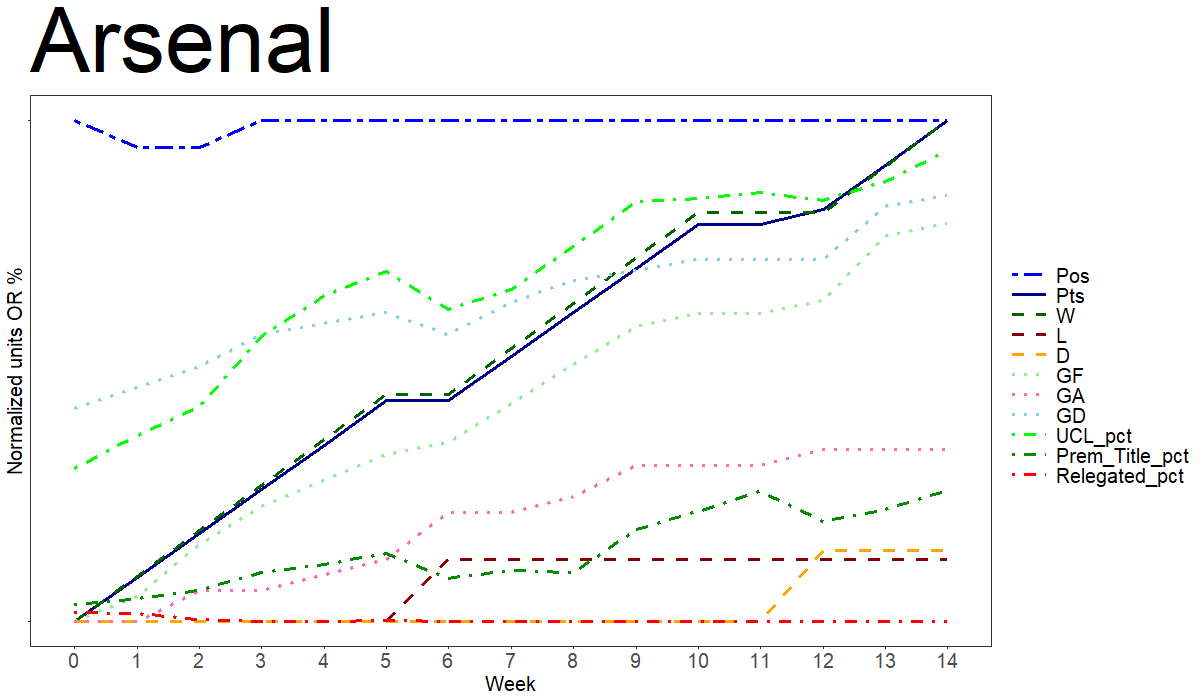 Arsenal
Normalized units OR %
Pos
Pts
W
L
D
GF
GA
GD
UCL_pct
Prem_Title_pct
Relegated_pct
0 1 2 3 4 5 6 7 8 9 10 11 12 13 14
Week